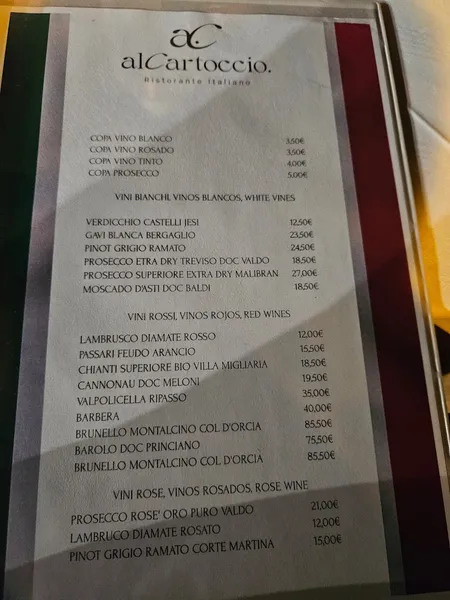 aC
alCartoccio.
Ristorante Italiano
COPA VINO BLANCO 3,50€
COPA VINO ROSADO 3,50€
COPA VINO TINTO 4,00€
COPA PROSECCO 5,00€
VINI BIANCHI, VINOS BLANCOS, WHITE VINES
VERDICCHIO CASTELLI JESI 12,50€
GAVI BLANCA BERGAGLIO 23,50€
PINOT GRIGIO RAMATO 24,50€
PROSECCO ETRA DRY TREVISO DOC VALDO 18,50€
PROSECCO SUPERIORE EXTRA DRY MALIBRAN 27,00€
MOSCADO D'ASTI DOC BALDI 18,50€
VINI ROSSI, VINOS ROJOS, RED WINES
LAMBRUSCO DIAMATE ROSSO 12,00€
PASSARI FEUDO ARANCIO 15,50€
CHIANTI SUPERIORE BIO VILLA MIGLIARIA 18,50€
CANNONAU DOC MELONI 19,50€
VALPOLICELLA RIPASSO 35,00€
BARBERA 40,00€
BRUNELLO MONTALCINO COL D'ORCIA 85,50€
BAROLO DOC PRINCIANO 75,50€
BRUNELLO MONTALCINO COL D'ORCIA 85,50€
VINI ROSE, VINOS ROSADOS, ROSE WINE
PROSECCO ROSE' ORO PURO VALDO 21,00€
LAMBRUCO DIAMATE ROSATO 12,00€
PINOT GRIGIO RAMATO CORTE MARTINA 15,00€